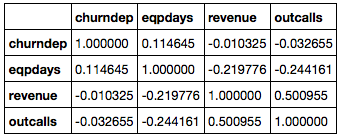 churndep eqpdays revenue outcalls
churndep 1.000000 0.114645 -0.010325 -0.032655
eqpdays 0.114645 1.000000 -0.219776 -0.244161
revenue -0.010325 -0.219776 1.000000 0.500955
outcalls -0.032655 -0.244161 0.500955 1.000000